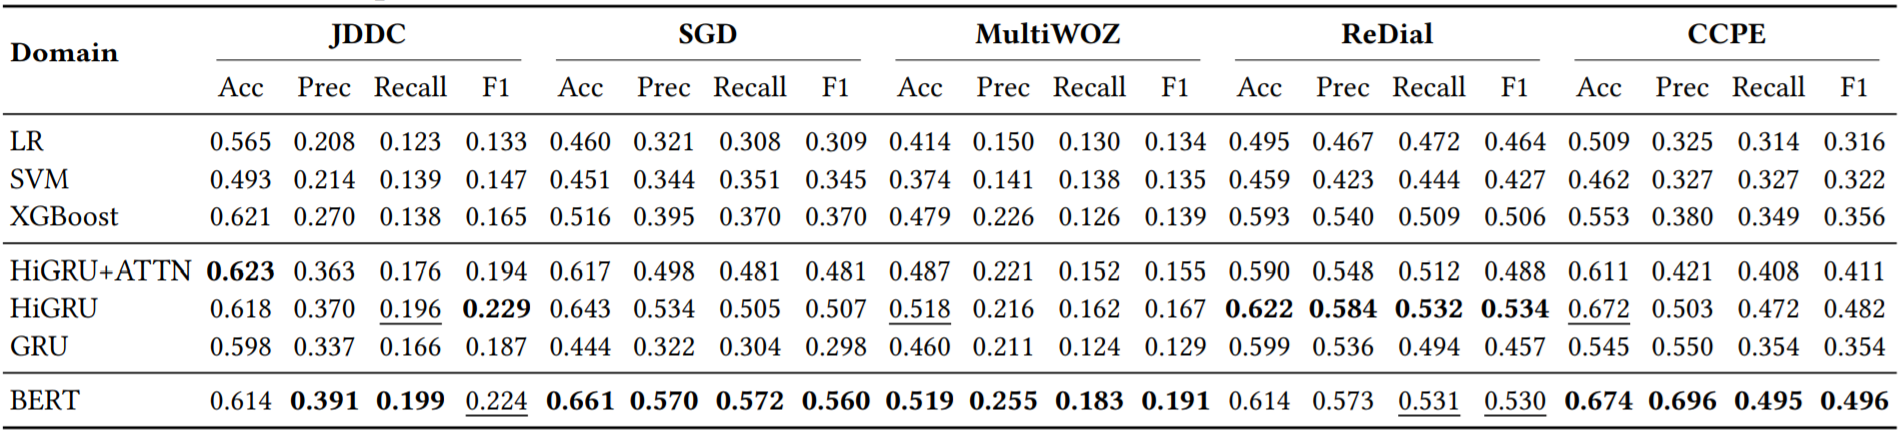 Domain JDDC SGD MultiWOZ ReDial CCPE
Acc Prec Recall F1 Acc Prec Recall F1 Acc Prec Recall F1 Acc Prec Recall F1 Acc Prec Recall F1
LR 0.565 0.208 0.123 0.133 0.460 0.321 0.308 0.309 0.414 0.150 0.130 0.134 0.495 0.467 0.472 0.464 0.509 0.325 0.314 0.316
SVM 0.493 0.214 0.139 0.147 0.451 0.344 0.351 0.345 0.374 0.141 0.138 0.135 0.459 0.423 0.444 0.427 0.462 0.327 0.327 0.322
XGBoost 0.621 0.270 0.138 0.165 0.516 0.395 0.370 0.370 0.479 0.226 0.126 0.139 0.593 0.540 0.509 0.506 0.553 0.380 0.349 0.356
HiGRU+ATTN 0.623 0.363 0.176 0.194 0.617 0.498 0.481 0.481 0.487 0.221 0.152 0.155 0.590 0.548 0.512 0.488 0.611 0.421 0.408 0.411
HiGRU 0.618 0.370 0.196 0.229 0.643 0.534 0.505 0.507 0.518 0.216 0.162 0.167 0.622 0.584 0.532 0.534 0.672 0.503 0.472 0.482
GRU 0.598 0.337 0.166 0.187 0.444 0.322 0.304 0.298 0.460 0.211 0.124 0.129 0.599 0.536 0.494 0.457 0.545 0.550 0.354 0.354
BERT 0.614 0.391 0.199 0.224 0.661 0.570 0.572 0.560 0.519 0.255 0.183 0.191 0.614 0.573 0.531 0.530 0.674 0.696 0.495 0.496